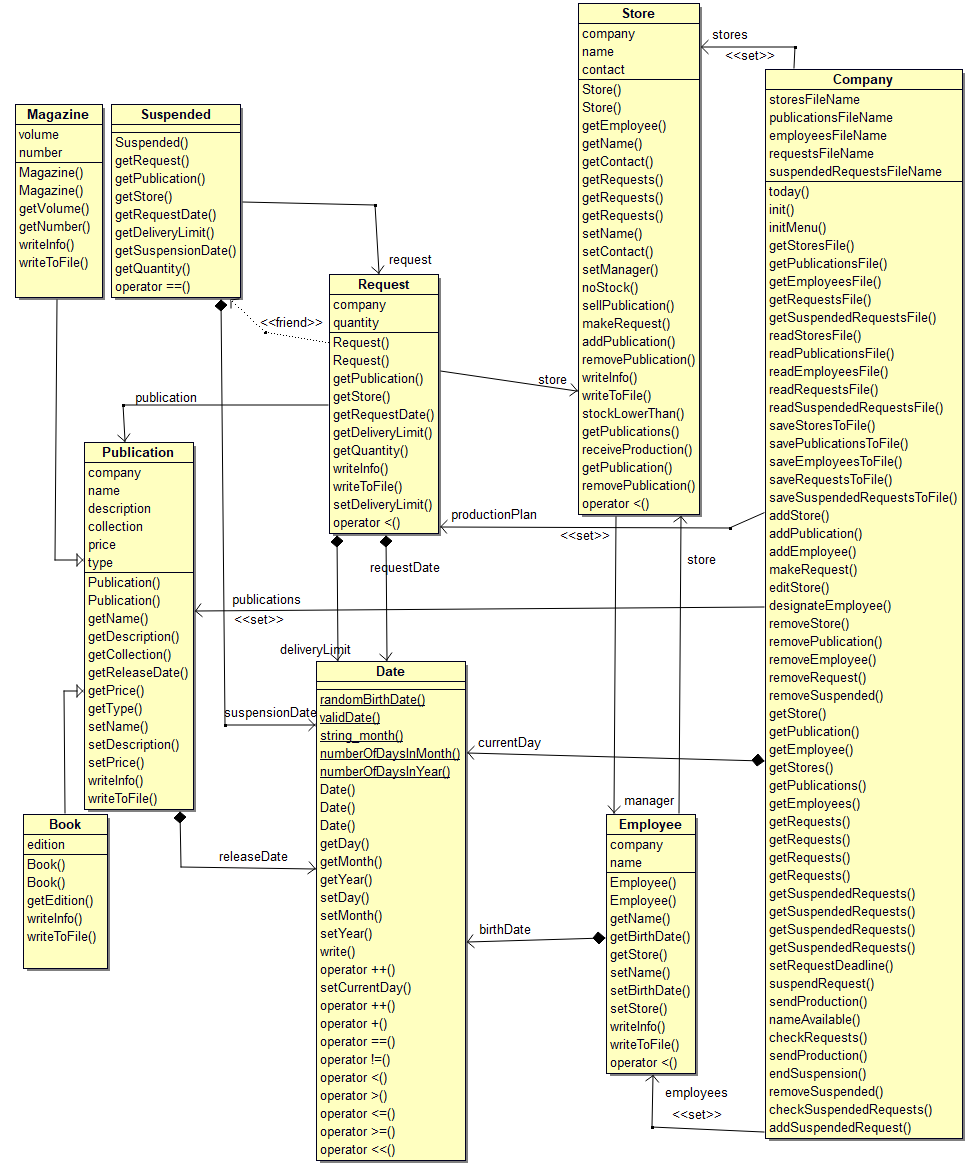 Store
company
name
contact
Store()
Store()
getEmployee()
getName()
getContact()
getRequests()
getRequests()
getRequests()
setName()
setContact()
setManager()
noStock()
sellPublication()
makeRequest()
addPublication()
removePublication()
writeInfo()
writeToFile()
stockLowerThan()
getPublications()
receiveProduction()
getPublication()
removePublication()
operator <()
stores
<<set>>
Company
storesFileName
publicationsFileName
employeesFileName
requestsFileName
suspendedRequestsFileName
today()
init()
initMenu()
getStoresFile()
getPublicationsFile()
getEmployeesFile()
getRequestsFile()
getSuspendedRequestsFile()
readStoresFile()
readPublicationsFile()
readEmployeesFile()
readRequestsFile()
readSuspendedRequestsFile()
saveStoresToFile()
savePublicationsToFile()
saveEmployeesToFile()
saveRequestsToFile()
saveSuspendedRequestsToFile()
addStore()
addPublication()
addEmployee()
makeRequest()
editStore()
designateEmployee()
removeStore()
removePublication()
removeEmployee()
removeRequest()
removeSuspended()
getStore()
getPublication()
getEmployee()
getStores()
getPublications()
getEmployees()
getRequests()
getRequests()
getRequests()
getRequests()
getSuspendedRequests()
getSuspendedRequests()
getSuspendedRequests()
getSuspendedRequests()
setRequestDeadline()
suspendRequest()
sendProduction()
nameAvailable()
checkRequests()
sendProduction()
endSuspension()
removeSuspended()
checkSuspendedRequests()
addSuspendedRequest()
Magazine
volume
number
Magazine()
Magazine()
getVolume()
getNumber()
writeInfo()
writeToFile()
Suspended
Suspended()
getRequest()
getPublication()
getStore()
getRequestDate()
getDeliveryLimit()
getSuspensionDate()
getQuantity()
operator ==()
request
<<friend>>
Request
company
quantity
Request()
Request()
getPublication()
getStore()
getRequestDate()
getDeliveryLimit()
getQuantity()
writeInfo()
writeToFile()
setDeliveryLimit()
operator <()
store
publication
Publication
company
name
description
collection
price
type
Publication()
Publication()
getName()
getDescription()
getCollection()
getReleaseDate()
getPrice()
getType()
setName()
setDescription()
setPrice()
writeInfo()
writeToFile()
productionPlan
<<set>>
requestDate
store
publications
<<set>>
deliveryLimit
suspensionDate
currentDay
Date
randomBirthDate()
validDate()
string_month()
numberOfDaysInMonth()
numberOfDaysInYear()
Date()
Date()
Date()
getDay()
getMonth()
getYear()
setDay()
setMonth()
setYear()
write()
operator ++()
setCurrentDay()
operator ++()
operator +()
operator ==()
operator !=()
operator <()
operator >()
operator <=()
operator >=()
operator <<()
manager
Book
edition
Book()
Book()
getEdition()
writeInfo()
writeToFile()
releaseDate
birthDate
Employee
company
name
Employee()
Employee()
getName()
getBirthDate()
getStore()
setName()
setBirthDate()
setStore()
writeInfo()
writeToFile()
operator <()
employees
<<set>>